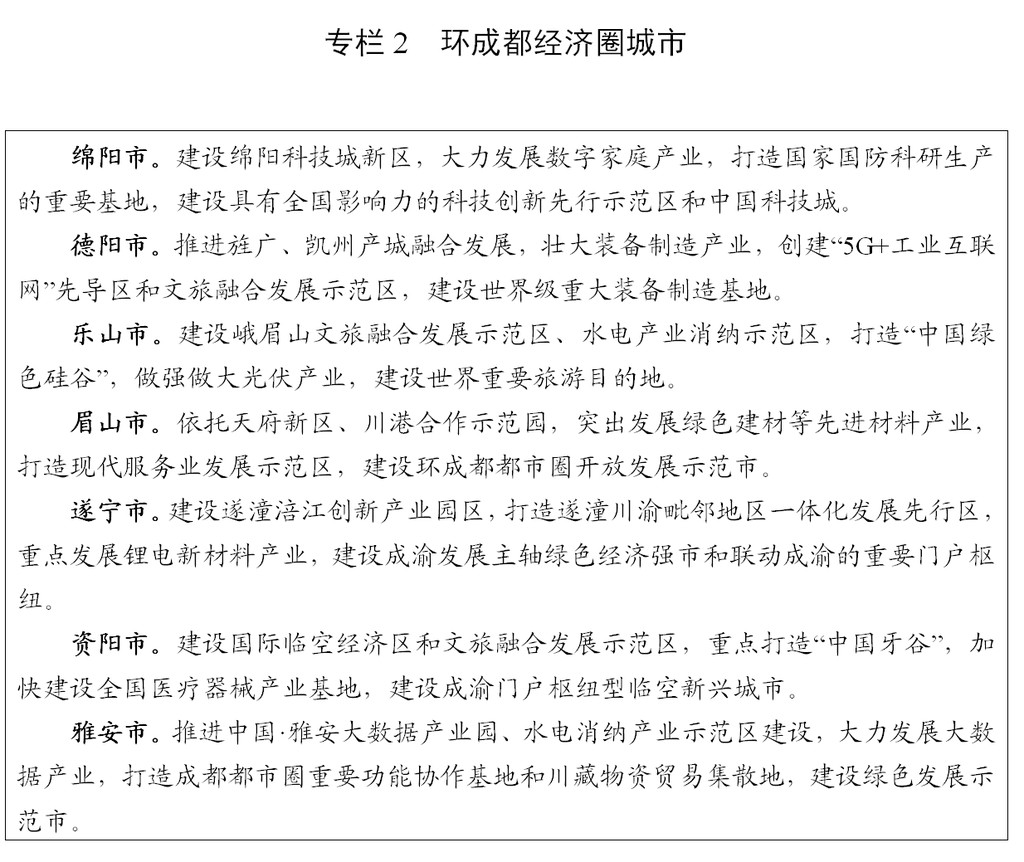 专栏2 环成都经济圈城市
绵阳市。建设绵阳科技城新区，大力发展数字家庭产业，打造国家国防科研生产
的重要基地，建设具有全国影响力的科技创新先行示范区和中国科技城。
德阳市。推进旌广、凯州产城融合发展，壮大装备制造产业，创建“5G+工业互联
网”先导区和文旅融合发展示范区，建设世界级重大装备制造基地。
乐山市。建设峨眉山文旅融合发展示范区、水电产业消纳示范区，打造“中国绿
色硅谷”，做强做大光伏产业，建设世界重要旅游目的地。
眉山市。依托天府新区、川港合作示范园，突出发展绿色建材等先进材料产业，
打造现代服务业发展示范区，建设环成都都市圈开放发展示范市。
遂宁市。建设遂潼涪江创新产业园区，打造遂潼川渝毗邻地区一体化发展先行区，
重点发展锂电新材料产业，建设成渝发展主轴绿色经济强市和联动成渝的重要门户枢
纽。
资阳市。建设国际临空经济区和文旅融合发展示范区，重点打造“中国牙谷”，加
快建设全国医疗器械产业基地，建设成渝门户枢纽型临空新兴城市。
雅安市。推进中国·雅安大数据产业园、水电消纳产业示范区建设，大力发展大数
据产业，打造成都都市圈重要功能协作基地和川藏物资贸易集散地，建设绿色发展示
范市。